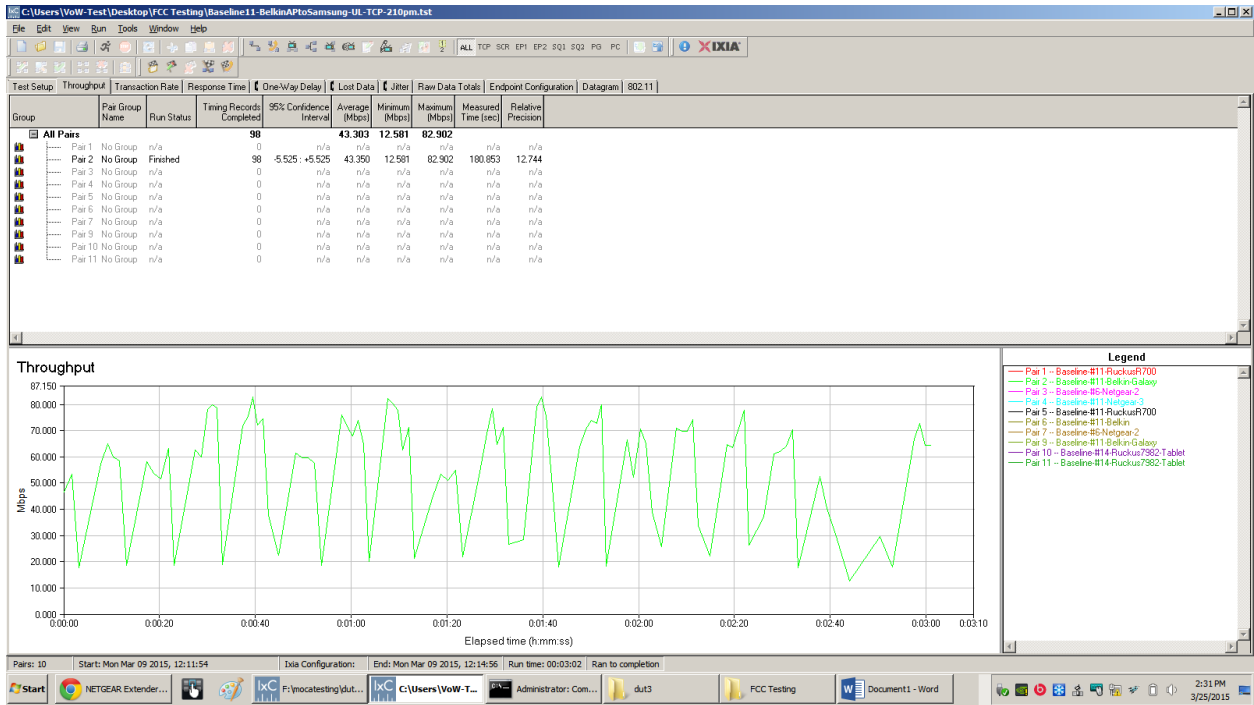 C:\Users\VoW-Test\Desktop\FCC Testing\Baseline11-BelkinAPtoSamsung-UL-TCP-210pm.tst
File Edit View Run Tools Window Help
ALL TCP SCR EP1 EP2 SQ1 SQ2 PG PC XIXIA
Test Setup Throughput Transaction Rate Response Time One-Way Delay Lost Data Jitter Raw Data Totals Endpoint Configuration Datagram 802.11
Group Pair Group Name Run Status Timing Records Completed 95% Confidence Interval Average (Mbps) Minimum (Mbps) Maximum (Mbps) Measured Time (sec) Relative Precision
All Pairs 98 43.303 12.581 82.902
Pair 1 No Group n/a 0 n/a n/a n/a n/a n/a n/a
Pair 2 No Group Finished 98 -5.525 : +5.525 43.350 12.581 82.902 180.853 12.744
Pair 3 No Group n/a 0 n/a n/a n/a n/a n/a n/a
Pair 4 No Group n/a 0 n/a n/a n/a n/a n/a n/a
Pair 5 No Group n/a 0 n/a n/a n/a n/a n/a n/a
Pair 6 No Group n/a 0 n/a n/a n/a n/a n/a n/a
Pair 7 No Group n/a 0 n/a n/a n/a n/a n/a n/a
Pair 9 No Group n/a 0 n/a n/a n/a n/a n/a n/a
Pair 10 No Group n/a 0 n/a n/a n/a n/a n/a n/a
Pair 11 No Group n/a 0 n/a n/a n/a n/a n/a n/a
Throughput
87.150
80.000
70.000
60.000
50.000
40.000
30.000
20.000
10.000
0.000
Mbps
0:00:00 0:00:20 0:00:40 0:01:00 0:01:20 0:01:40 0:02:00 0:02:20 0:02:40 0:03:00 0:03:10
Elapsed time (h:mm:ss)
Legend
Pair 1 -- Baseline-#11-RuckusR700
Pair 2 -- Baseline-#11-Belkin-Galaxy
Pair 3 -- Baseline-#6-Netgear-2
Pair 4 -- Baseline-#11-Netgear-3
Pair 5 -- Baseline-#11-RuckusR700
Pair 6 -- Baseline-#11-Belkin
Pair 7 -- Baseline-#6-Netgear-2
Pair 9 -- Baseline-#11-Belkin-Galaxy
Pair 10 -- Baseline-#14-Ruckus7982-Tablet
Pair 11 -- Baseline-#14-Ruckus7982-Tablet
Pairs: 10 Start: Mon Mar 09 2015, 12:11:54 Ixia Configuration: End: Mon Mar 09 2015, 12:14:56 Run time: 00:03:02 Ran to completion
Start NETGEAR Extender... IxC F:\mocatesting\dut... IxC C:\Users\VoW-T... Administrator: Com... dut3 FCC Testing Document1 - Word
2:31 PM
3/25/2015